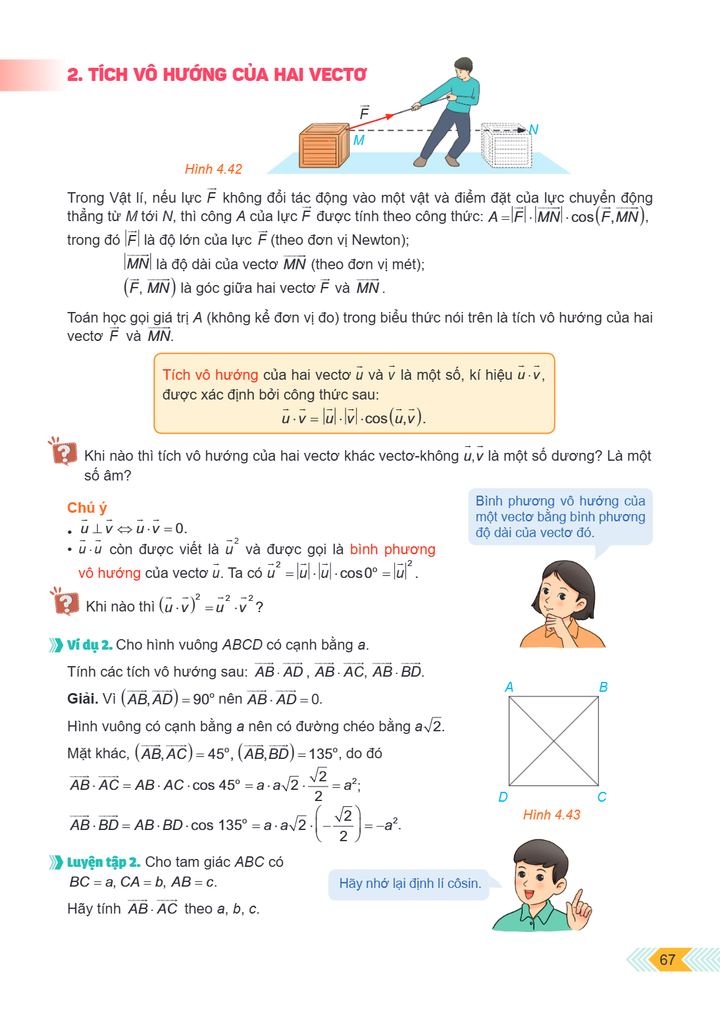 2. TÍCH VÔ HƯỚNG CỦA HAI VECTƠ
F⃗
M
N
Hình 4.42
Trong Vật lí, nếu lực F⃗ không đổi tác động vào một vật và điểm đặt của lực chuyển động
thẳng từ M tới N, thì công A của lực F⃗ được tính theo công thức: A = |F⃗| · |MN⃗| · cos(F⃗, MN⃗),
trong đó |F⃗| là độ lớn của lực F⃗ (theo đơn vị Newton);
|MN⃗| là độ dài của vectơ MN⃗ (theo đơn vị mét);
(F⃗, MN⃗) là góc giữa hai vectơ F⃗ và MN⃗.
Toán học gọi giá trị A (không kể đơn vị đo) trong biểu thức nói trên là tích vô hướng của hai
vectơ F⃗ và MN⃗.
Tích vô hướng của hai vectơ u⃗ và v⃗ là một số, kí hiệu u⃗ · v⃗,
được xác định bởi công thức sau:
u⃗ · v⃗ = |u⃗| · |v⃗| · cos(u⃗, v⃗).
?
Khi nào thì tích vô hướng của hai vectơ khác vectơ-không u⃗, v⃗ là một số dương? Là một
số âm?
Chú ý
• u⃗ ⊥ v⃗ ⇔ u⃗ · v⃗ = 0.
• u⃗ · u⃗ còn được viết là u⃗² và được gọi là bình phương
vô hướng của vectơ u⃗. Ta có u⃗² = |u⃗| · |u⃗| · cos0º = |u⃗|².
Bình phương vô hướng của
một vectơ bằng bình phương
độ dài của vectơ đó.
?
Khi nào thì (u⃗ · v⃗)² = u⃗² · v⃗² ?
Ví dụ 2. Cho hình vuông ABCD có cạnh bằng a.
Tính các tích vô hướng sau: AB⃗ · AD⃗, AB⃗ · AC⃗, AB⃗ · BD⃗.
Giải. Vì (AB⃗, AD⃗) = 90º nên AB⃗ · AD⃗ = 0.
Hình vuông có cạnh bằng a nên có đường chéo bằng a√2.
Mặt khác, (AB⃗, AC⃗) = 45º, (AB⃗, BD⃗) = 135º, do đó
AB⃗ · AC⃗ = AB · AC · cos 45º = a · a√2 · √2/2 = a²;
AB⃗ · BD⃗ = AB · BD · cos 135º = a · a√2 · (−√2/2) = −a².
A B
D C
Hình 4.43
Luyện tập 2. Cho tam giác ABC có
BC = a, CA = b, AB = c.
Hãy tính AB⃗ · AC⃗ theo a, b, c.
Hãy nhớ lại định lí côsin.
67